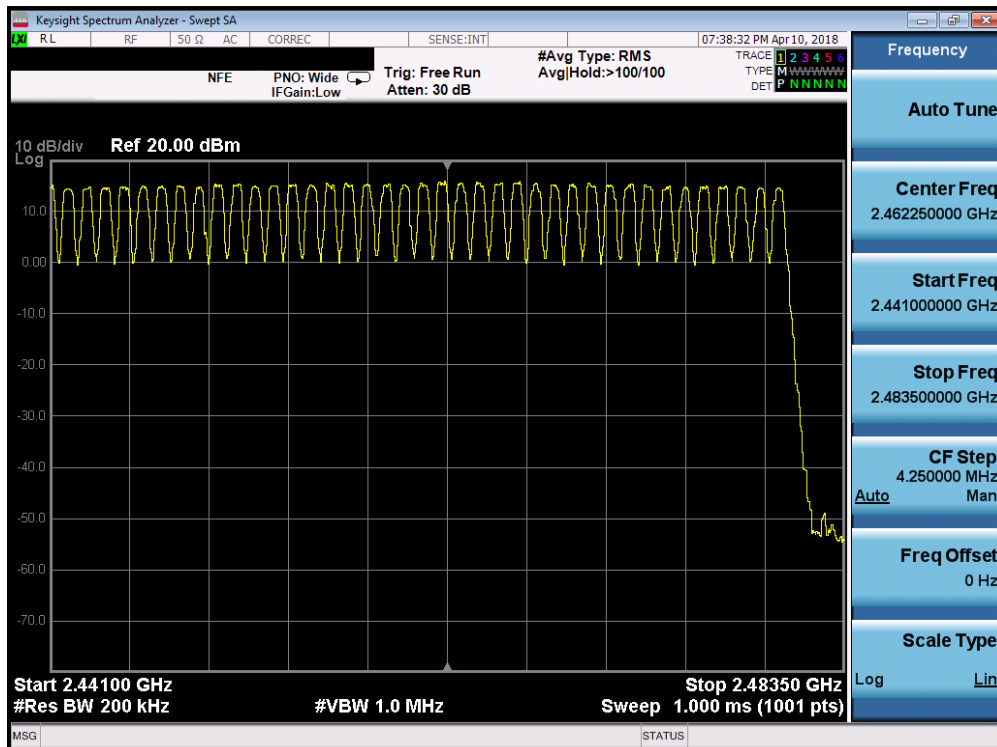 Keysight Spectrum Analyzer - Swept SA
LXI RL RF 50 Ω AC CORREC SENSE:INT 07:38:32 PM Apr 10, 2018
NFE PNO: Wide Trig: Free Run #Avg Type: RMS TRACE 1 2 3 4 5 6
IFGain:Low Atten: 30 dB Avg|Hold:>100/100 TYPE M WWWWW
DET P N N N N N
10 dB/div Ref 20.00 dBm
Log
10.0
0.00
-10.0
-20.0
-30.0
-40.0
-50.0
-60.0
-70.0
Start 2.44100 GHz Stop 2.48350 GHz
#Res BW 200 kHz #VBW 1.0 MHz Sweep 1.000 ms (1001 pts)
MSG STATUS
Frequency
Auto Tune
Center Freq
2.462250000 GHz
Start Freq
2.441000000 GHz
Stop Freq
2.483500000 GHz
CF Step
4.250000 MHz
Auto Man
Freq Offset
0 Hz
Scale Type
Log Lin